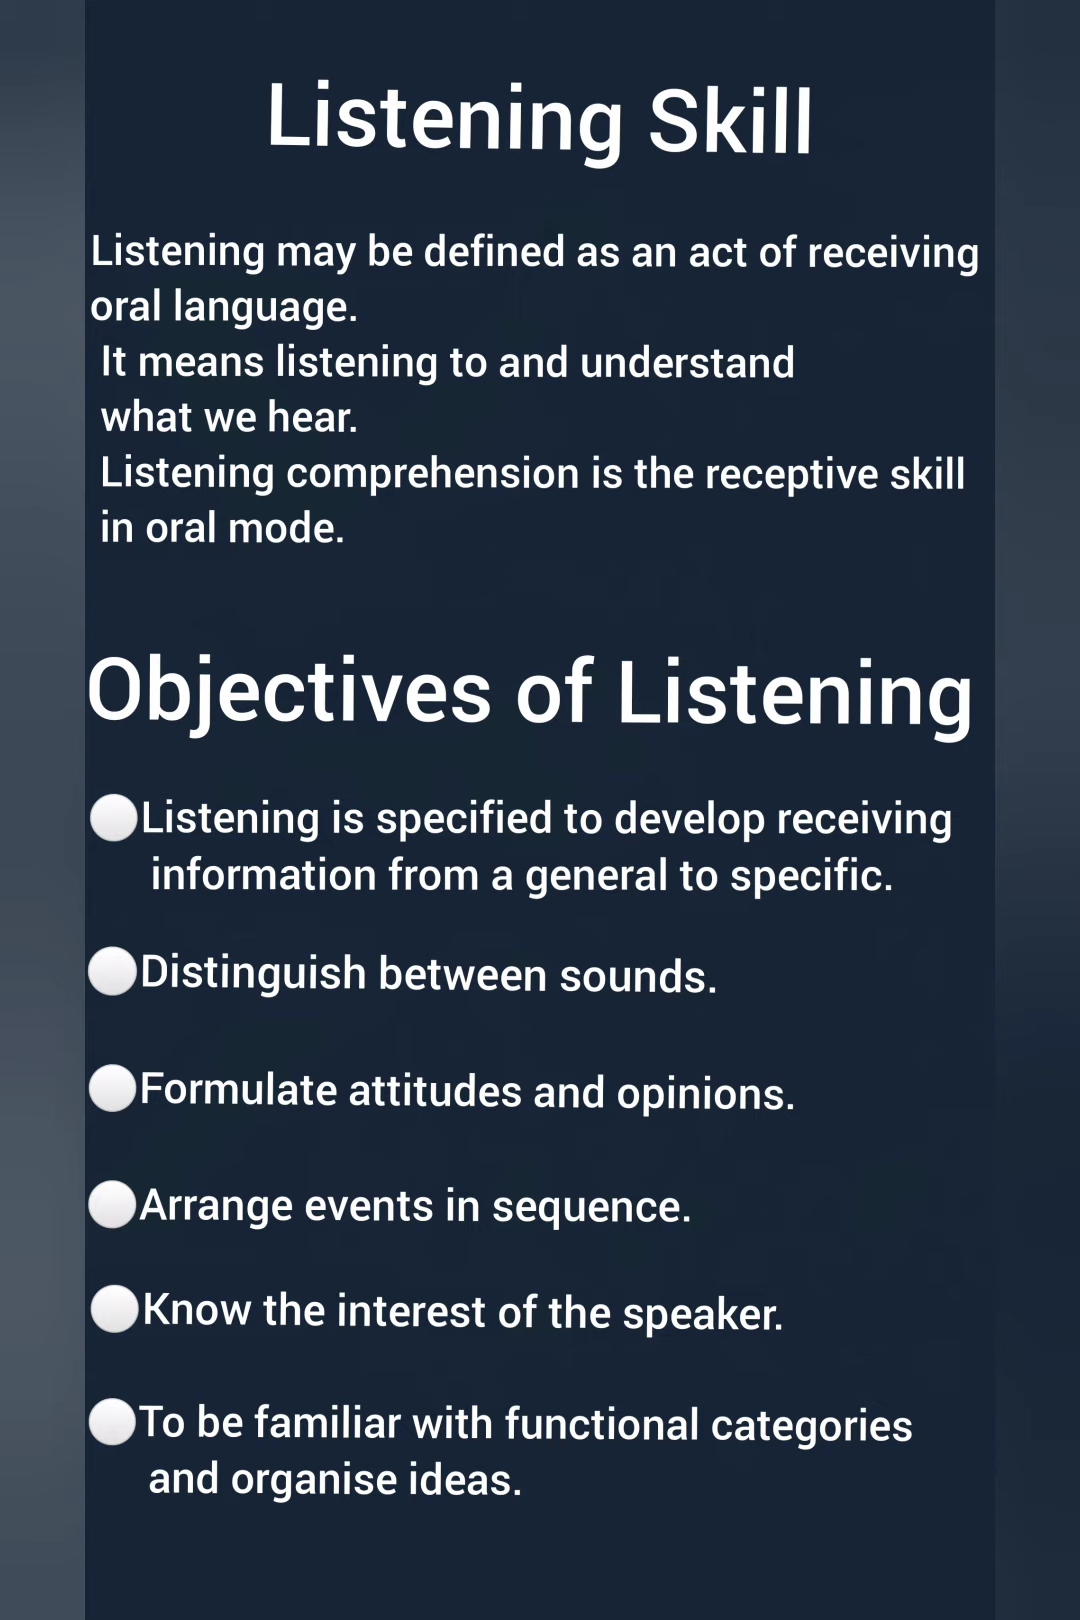 Listening Skill
Listening may be defined as an act of receiving
oral language.
It means listening to and understand
what we hear.
Listening comprehension is the receptive skill
in oral mode.
Objectives of Listening
Listening is specified to develop receiving
information from a general to specific.
Distinguish between sounds.
Formulate attitudes and opinions.
Arrange events in sequence.
Know the interest of the speaker.
To be familiar with functional categories
and organise ideas.